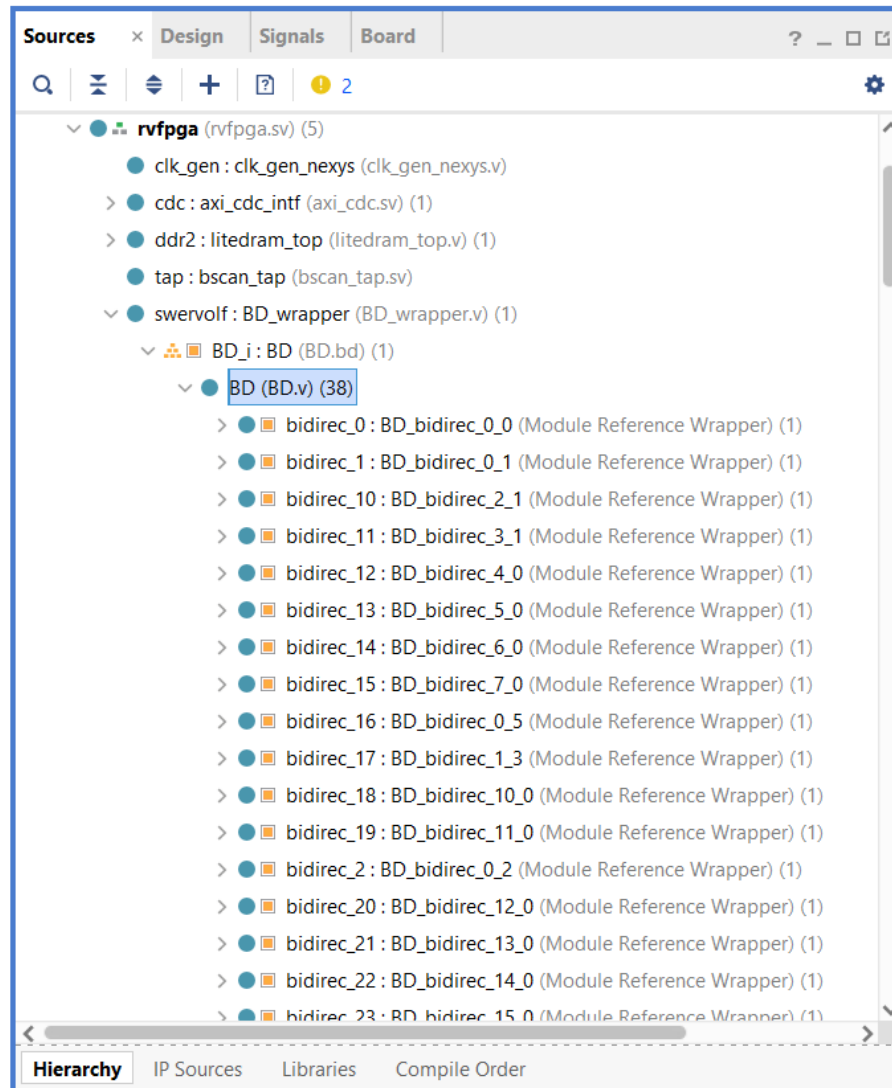 Sources × Design Signals Board ?
2
rvfpga (rvfpga.sv) (5)
clk_gen : clk_gen_nexys (clk_gen_nexys.v)
cdc : axi_cdc_intf (axi_cdc.sv) (1)
ddr2 : litedram_top (litedram_top.v) (1)
tap : bscan_tap (bscan_tap.sv)
swervolf : BD_wrapper (BD_wrapper.v) (1)
BD_i : BD (BD.bd) (1)
BD (BD.v) (38)
bidirec_0 : BD_bidirec_0_0 (Module Reference Wrapper) (1)
bidirec_1 : BD_bidirec_0_1 (Module Reference Wrapper) (1)
bidirec_10 : BD_bidirec_2_1 (Module Reference Wrapper) (1)
bidirec_11 : BD_bidirec_3_1 (Module Reference Wrapper) (1)
bidirec_12 : BD_bidirec_4_0 (Module Reference Wrapper) (1)
bidirec_13 : BD_bidirec_5_0 (Module Reference Wrapper) (1)
bidirec_14 : BD_bidirec_6_0 (Module Reference Wrapper) (1)
bidirec_15 : BD_bidirec_7_0 (Module Reference Wrapper) (1)
bidirec_16 : BD_bidirec_0_5 (Module Reference Wrapper) (1)
bidirec_17 : BD_bidirec_1_3 (Module Reference Wrapper) (1)
bidirec_18 : BD_bidirec_10_0 (Module Reference Wrapper) (1)
bidirec_19 : BD_bidirec_11_0 (Module Reference Wrapper) (1)
bidirec_2 : BD_bidirec_0_2 (Module Reference Wrapper) (1)
bidirec_20 : BD_bidirec_12_0 (Module Reference Wrapper) (1)
bidirec_21 : BD_bidirec_13_0 (Module Reference Wrapper) (1)
bidirec_22 : BD_bidirec_14_0 (Module Reference Wrapper) (1)
bidirec_23 : BD_bidirec_15_0 (Module Reference Wrapper) (1)
Hierarchy IP Sources Libraries Compile Order